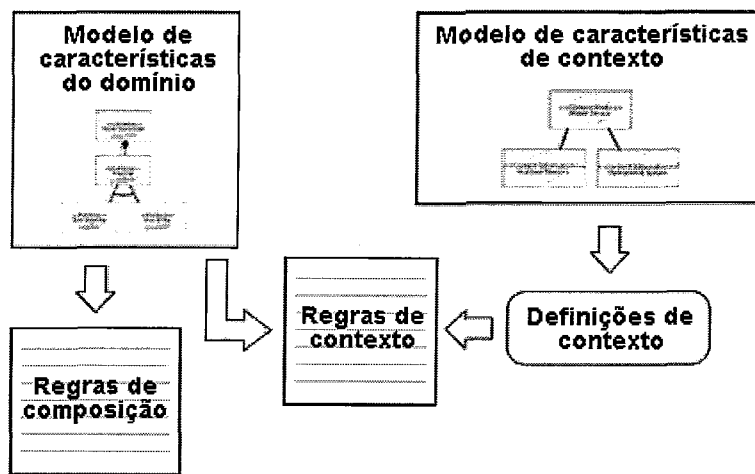 Modelo de
características
do domínio
Modelo de características
de contexto
Regras de
contexto
Definições de
contexto
Regras de
composição